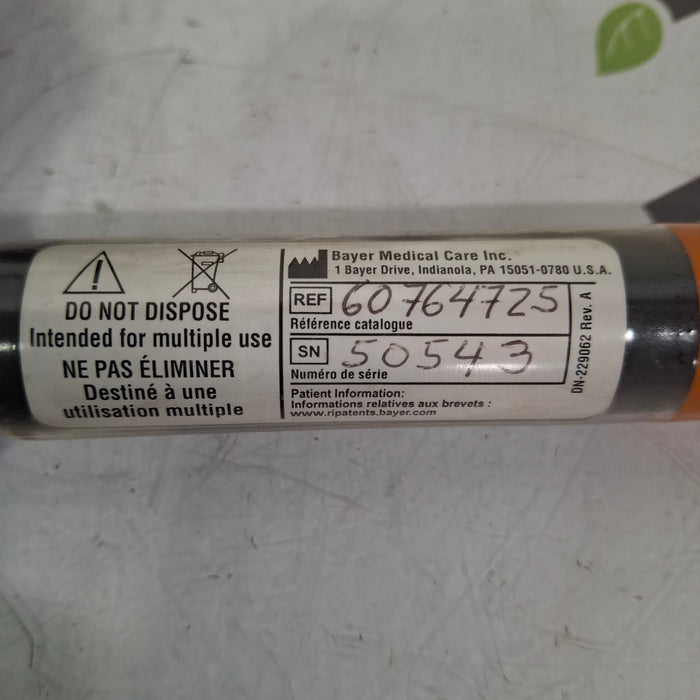 DO NOT DISPOSE
Intended for multiple use
NE PAS ÉLIMINER
Destiné à une
utilisation multiple
Bayer Medical Care Inc.
1 Bayer Drive, Indianola, PA 15051-0780 U.S.A.
REF 60764725
Référence catalogue
SN 50543
Numéro de série
Patient Information:
Informations relatives aux brevets :
www.ripatents.bayer.com
DN-229062 Rev. A